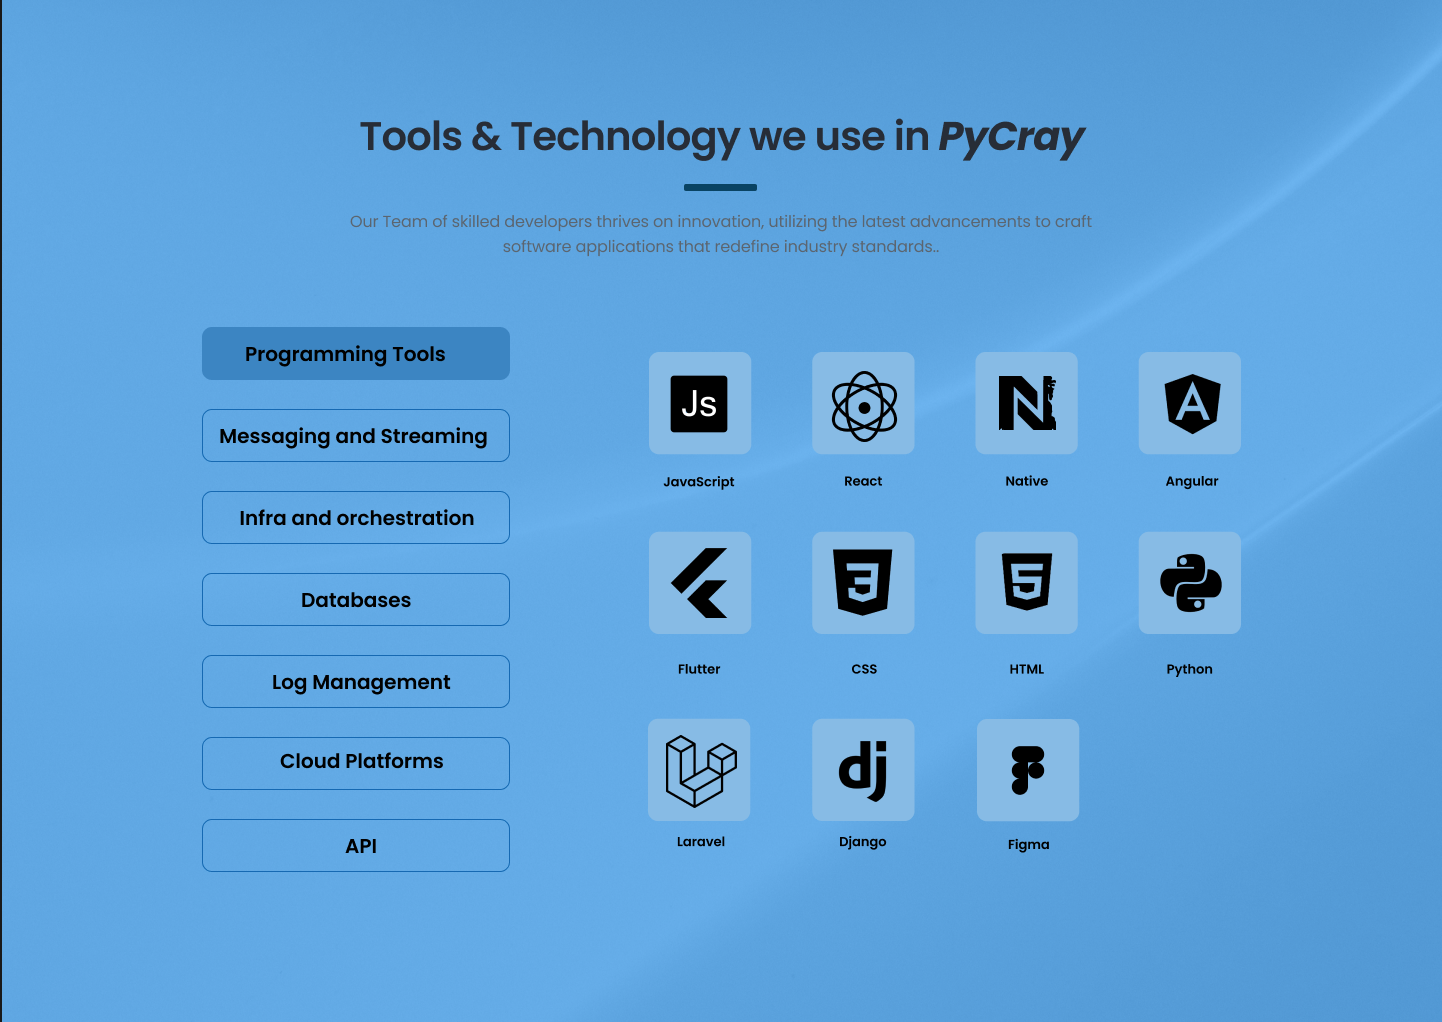 Tools & Technology we use in PyCray
Our Team of skilled developers thrives on innovation, utilizing the latest advancements to craft
software applications that redefine industry standards..
Programming Tools
Messaging and Streaming
Infra and orchestration
Databases
Log Management
Cloud Platforms
API
Js
N
A
JavaScript
React
Native
Angular
3
5
Flutter
CSS
HTML
Python
dj
Laravel
Django
Figma